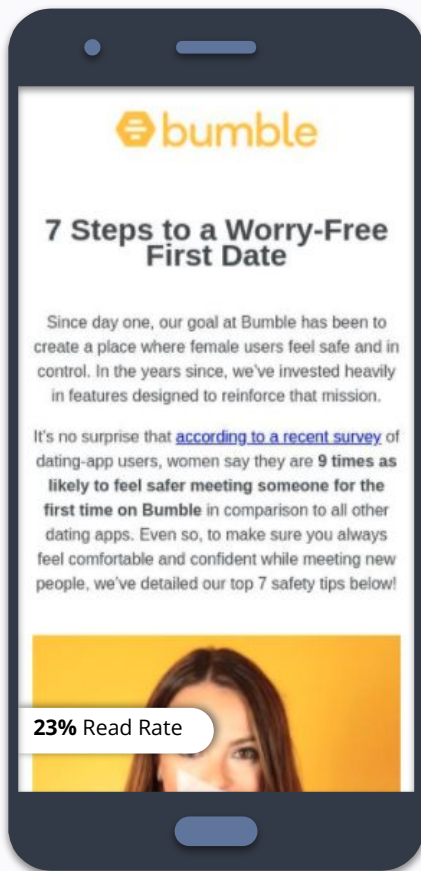 bumble
7 Steps to a Worry-Free
First Date
Since day one, our goal at Bumble has been to
create a place where female users feel safe and in
control. In the years since, we've invested heavily
in features designed to reinforce that mission.
It's no surprise that according to a recent survey of
dating-app users, women say they are 9 times as
likely to feel safer meeting someone for the
first time on Bumble in comparison to all other
dating apps. Even so, to make sure you always
feel comfortable and confident while meeting new
people, we've detailed our top 7 safety tips below!
23% Read Rate